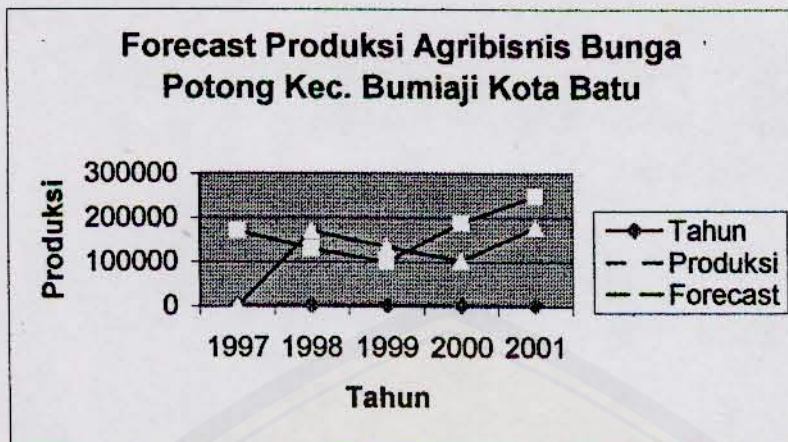 Forecast Produksi Agribisnis Bunga
Potong Kec. Bumiaji Kota Batu
Produksi
300000
200000
100000
0
1997 1998 1999 2000 2001
Tahun
Tahun
Produksi
Forecast